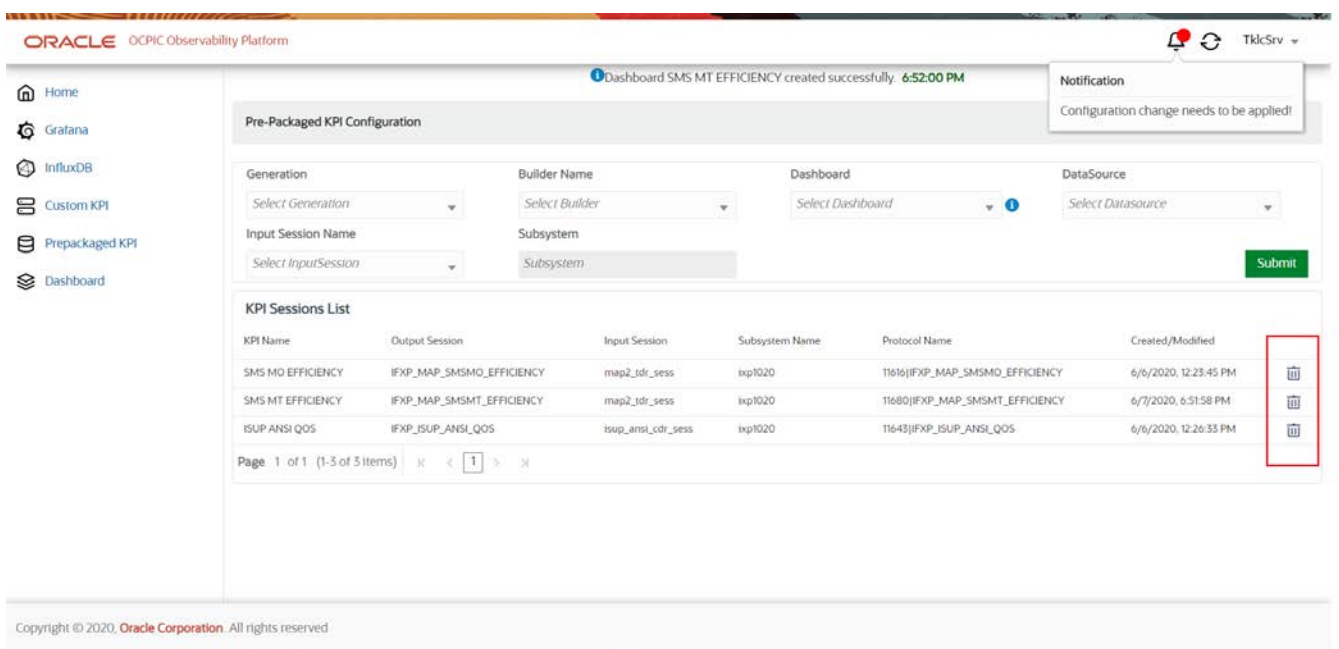 ORACLE OCPIC Observability Platform
TklcSrv
Dashboard SMS MT EFFICIENCY created successfully. 6:52:00 PM
Notification
Configuration change needs to be applied!
Home
Grafana
InfluxDB
Custom KPI
Prepackaged KPI
Dashboard
Pre-Packaged KPI Configuration
Generation Builder Name Dashboard DataSource
Select Generation Select Builder Select Dashboard Select Datasource
Input Session Name Subsystem
Select InputSession Subsystem Submit
KPI Sessions List
KPI Name Output Session Input Session Subsystem Name Protocol Name Created/Modified
SMS MO EFFICIENCY IFXP_MAP_SMSMO_EFFICIENCY map2_tdr_sess ixp1020 11616|IFXP_MAP_SMSMO_EFFICIENCY 6/6/2020, 12:23:45 PM
SMS MT EFFICIENCY IFXP_MAP_SMSMT_EFFICIENCY map2_tdr_sess ixp1020 11680|IFXP_MAP_SMSMT_EFFICIENCY 6/7/2020, 6:51:58 PM
ISUP ANSI QOS IFXP_ISUP_ANSI_QOS isup_ansi_cdr_sess ixp1020 11643|IFXP_ISUP_ANSI_QOS 6/6/2020, 12:26:33 PM
Page 1 of 1 (1-3 of 3 items) 1
Copyright © 2020, Oracle Corporation. All rights reserved